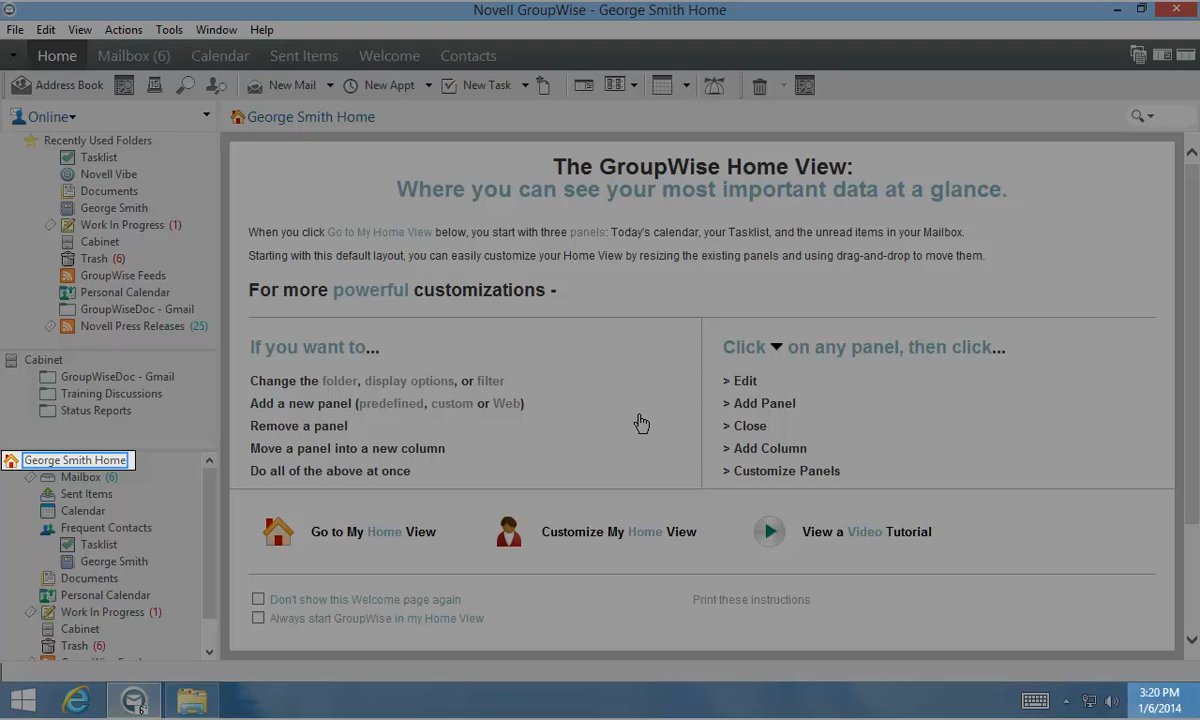 Novell GroupWise - George Smith Home
File Edit View Actions Tools Window Help
Home Mailbox (6) Calendar Sent Items Welcome Contacts
Address Book New Mail New Appt New Task
Online
George Smith Home
Recently Used Folders
Tasklist
Novell Vibe
Documents
George Smith
Work In Progress (1)
Cabinet
Trash (6)
GroupWise Feeds
Personal Calendar
GroupWiseDoc - Gmail
Novell Press Releases (25)
Cabinet
GroupWiseDoc - Gmail
Training Discussions
Status Reports
George Smith Home
Mailbox (6)
Sent Items
Calendar
Frequent Contacts
Tasklist
George Smith
Documents
Personal Calendar
Work In Progress (1)
Cabinet
Trash (6)
The GroupWise Home View:
Where you can see your most important data at a glance.
When you click Go to My Home View below, you start with three panels: Today's calendar, your Tasklist, and the unread items in your Mailbox.
Starting with this default layout, you can easily customize your Home View by resizing the existing panels and using drag-and-drop to move them.
For more powerful customizations -
If you want to... Click on any panel, then click...
Change the folder, display options, or filter > Edit
Add a new panel (predefined, custom or Web) > Add Panel
Remove a panel > Close
Move a panel into a new column > Add Column
Do all of the above at once > Customize Panels
Go to My Home View Customize My Home View View a Video Tutorial
Don't show this Welcome page again Print these instructions
Always start GroupWise in my Home View
6
3:20 PM
1/6/2014